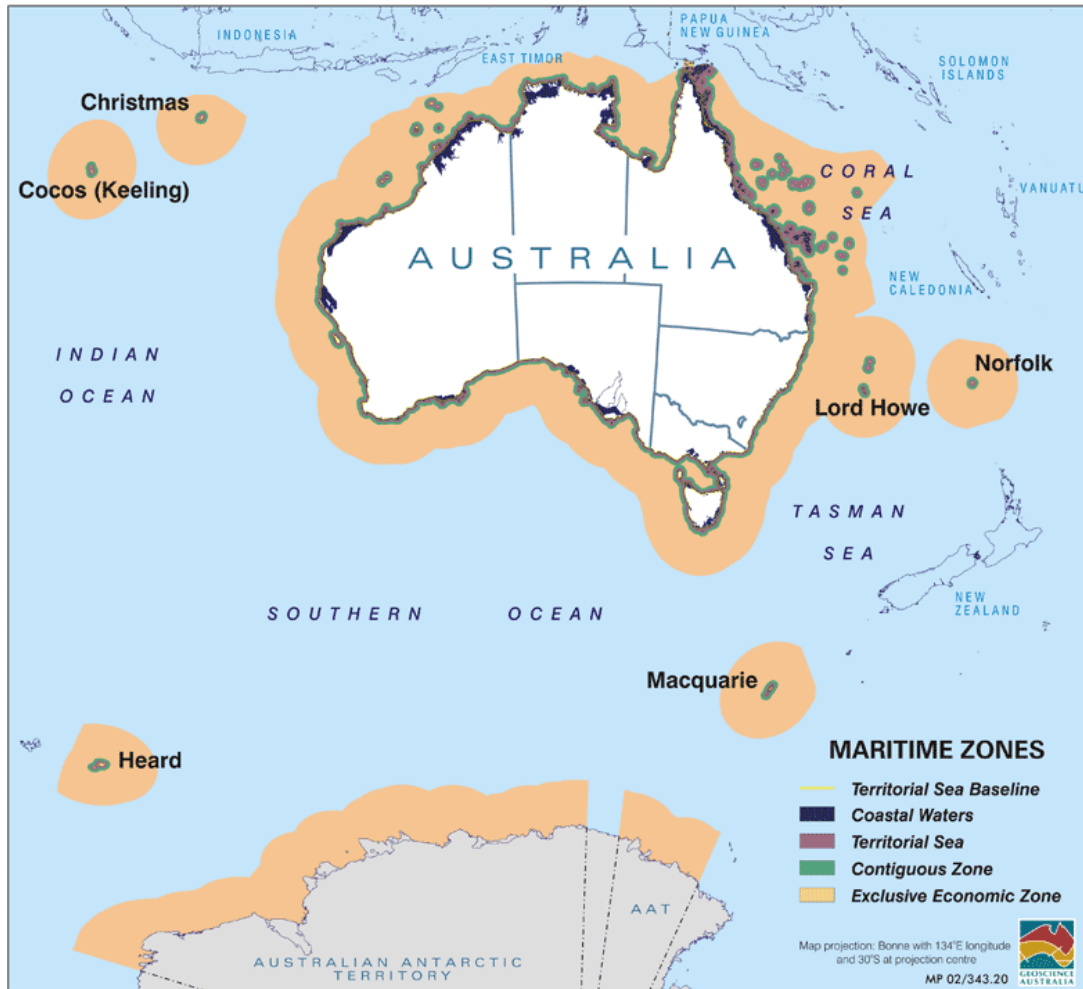 INDONESIA
PAPUA
NEW GUINEA
EAST TIMOR
SOLOMON
ISLANDS
Christmas
Cocos (Keeling)
CORAL
SEA
VANUATU
AUSTRALIA
NEW
CALEDONIA
INDIAN
OCEAN
Norfolk
Lord Howe
TASMAN
SEA
NEW
ZEALAND
SOUTHERN OCEAN
Macquarie
Heard
MARITIME ZONES
Territorial Sea Baseline
Coastal Waters
Territorial Sea
Contiguous Zone
Exclusive Economic Zone
AAT
AUSTRALIAN ANTARCTIC
TERRITORY
Map projection: Bonne with 134°E longitude
and 30°S at projection centre
MP 02/343.20
GEOSCIENCE
AUSTRALIA